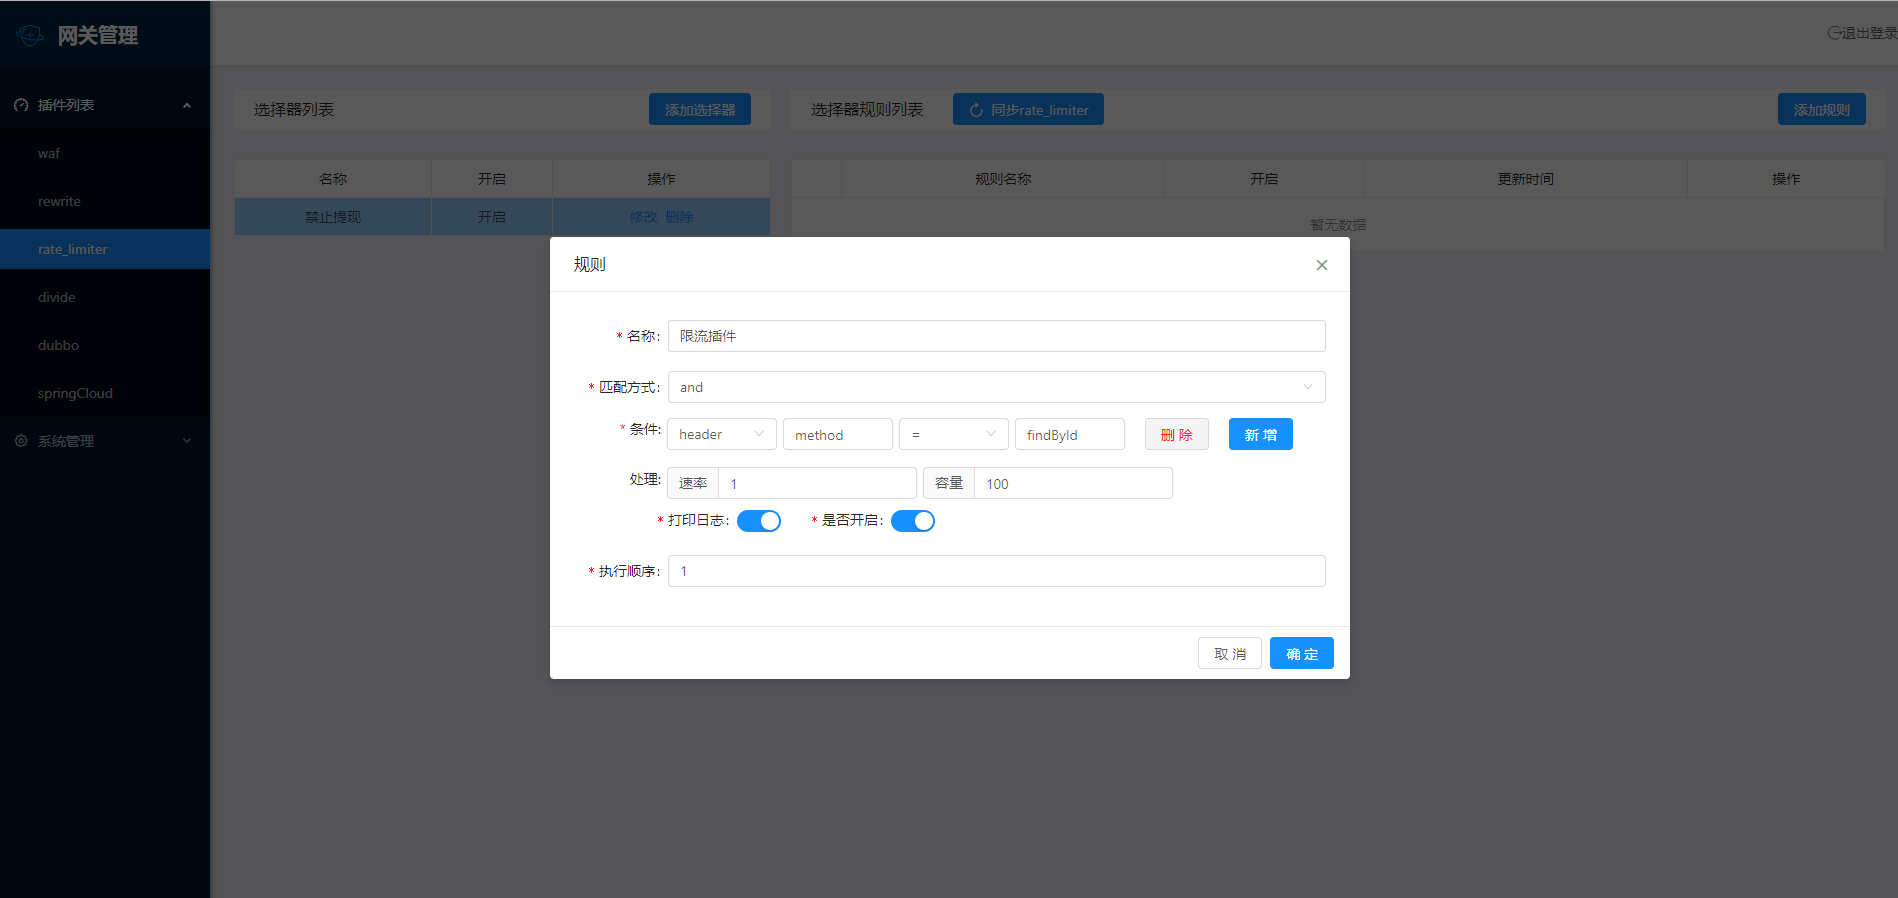 网关管理
退出登录
插件列表
waf
rewrite
rate_limiter
divide
dubbo
springCloud
系统管理
选择器列表
添加选择器
名称 开启 操作
禁止提现 开启 修改 删除
选择器规则列表
同步rate_limiter
添加规则
规则名称 开启 更新时间 操作
暂无数据
规则
* 名称: 限流插件
* 匹配方式: and
* 条件: header method = findById 删 除 新 增
处理: 速率 1 容量 100
* 打印日志: * 是否开启:
* 执行顺序: 1
取 消 确 定